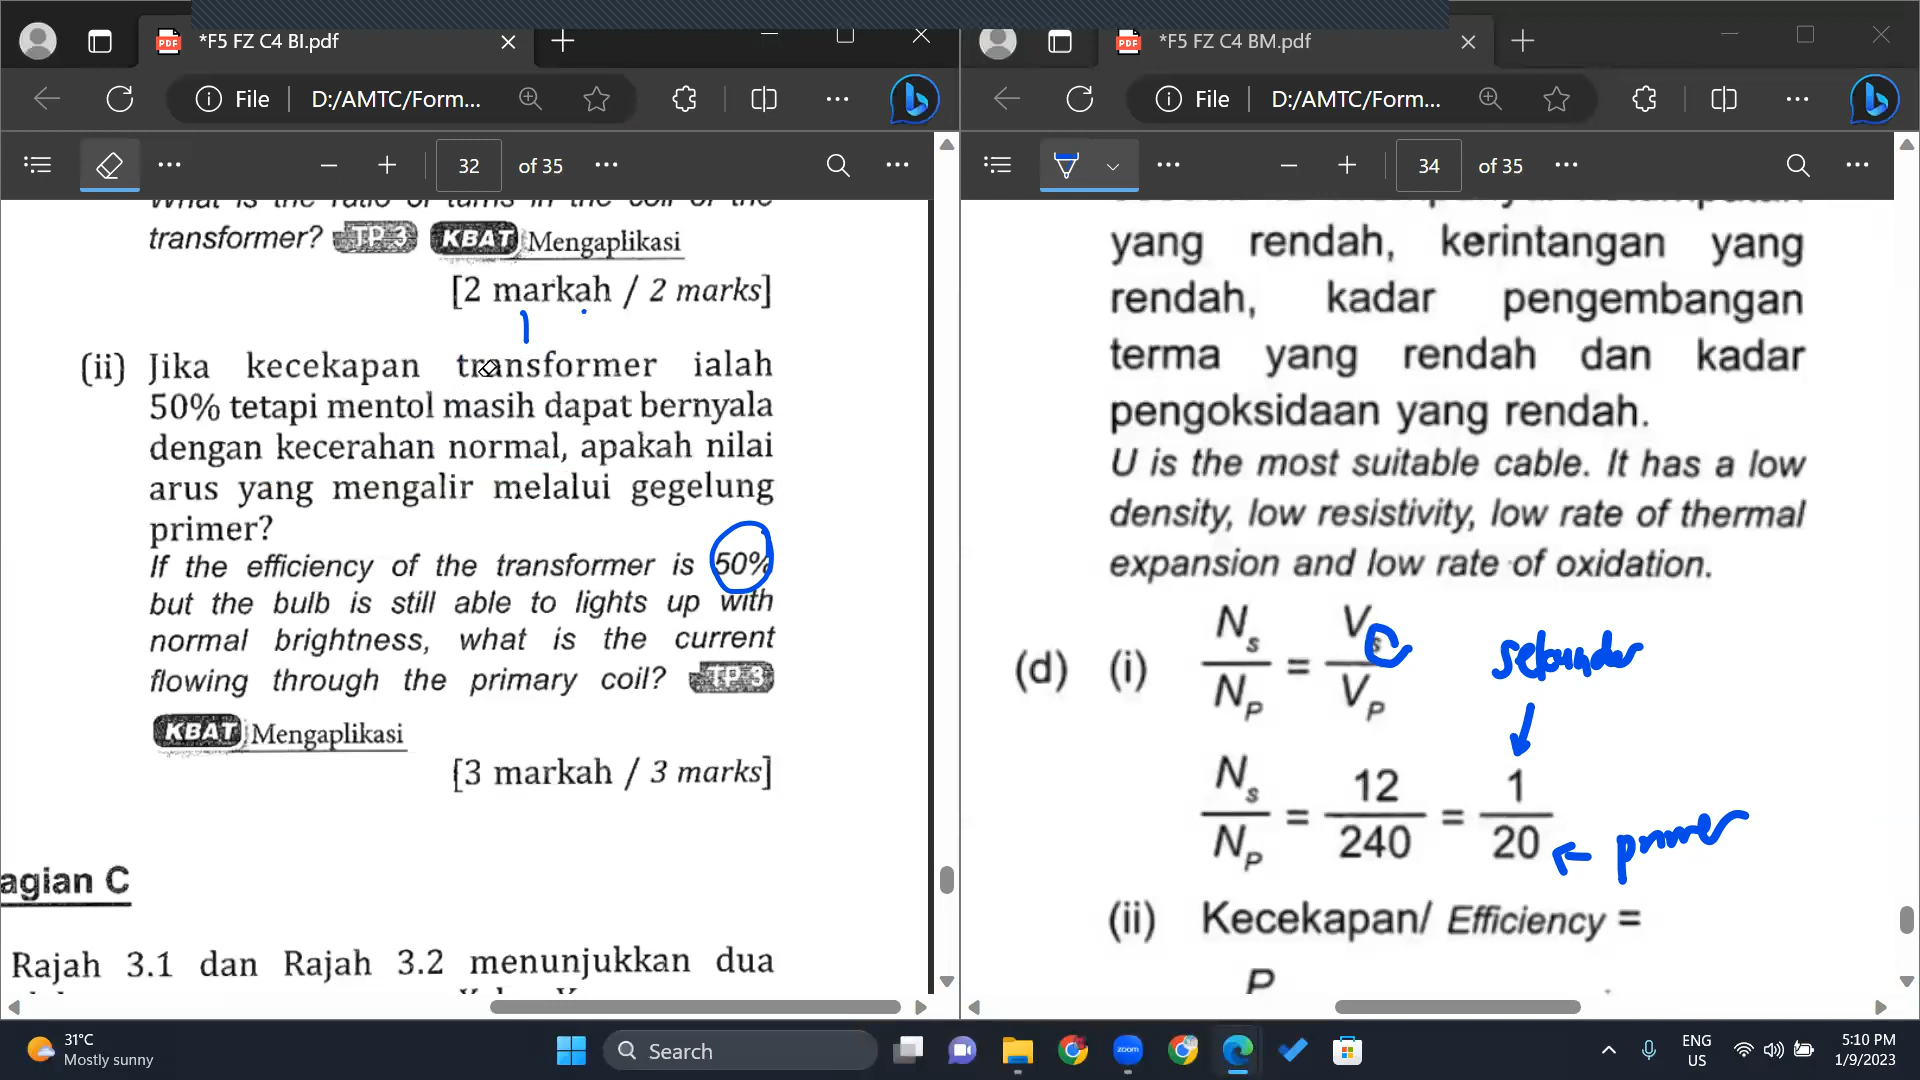 *F5 FZ C4 BI.pdf
File
D:/AMTC/Form...
32 of 35
transformer? TP 3 KBAT Mengaplikasi
[2 markah / 2 marks]
(ii) Jika kecekapan transformer ialah
50% tetapi mentol masih dapat bernyala
dengan kecerahan normal, apakah nilai
arus yang mengalir melalui gegelung
primer?
If the efficiency of the transformer is 50%
but the bulb is still able to lights up with
normal brightness, what is the current
flowing through the primary coil? TP 3
KBAT Mengaplikasi
[3 markah / 3 marks]
agian C
Rajah 3.1 dan Rajah 3.2 menunjukkan dua
*F5 FZ C4 BM.pdf
File
D:/AMTC/Form...
34 of 35
yang rendah, kerintangan yang
rendah, kadar pengembangan
terma yang rendah dan kadar
pengoksidaan yang rendah.
U is the most suitable cable. It has a low
density, low resistivity, low rate of thermal
expansion and low rate of oxidation.
(d) (i) Ns/NP = Vs/VP
sekunder
Ns/NP = 12/240 = 1/20
primer
(ii) Kecekapan/ Efficiency =
P
31°C
Mostly sunny
Search
zoom
ENG
US
5:10 PM
1/9/2023